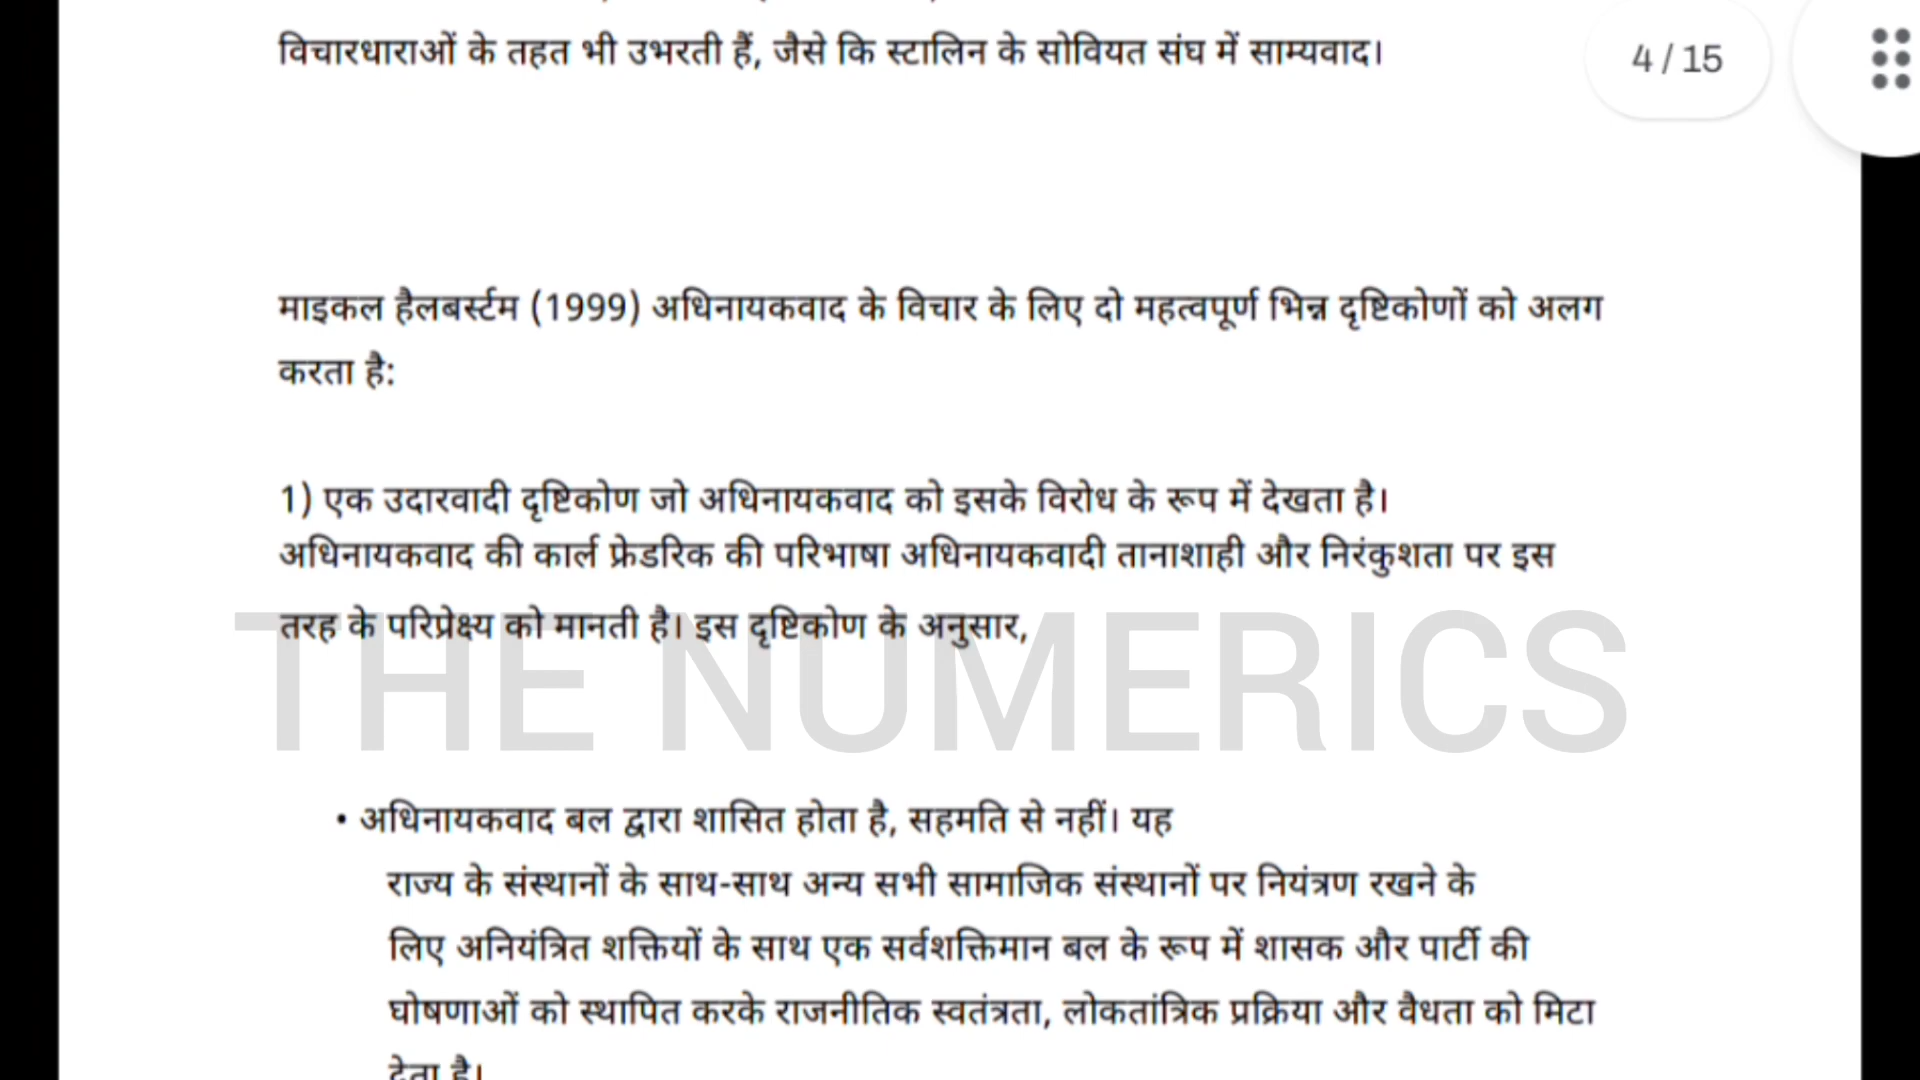 विचारधाराओं के तहत भी उभरती हैं, जैसे कि स्टालिन के सोवियत संघ में साम्यवाद।
4 / 15
माइकल हैलबर्स्टम (1999) अधिनायकवाद के विचार के लिए दो महत्वपूर्ण भिन्न दृष्टिकोणों को अलग
करता है:
1) एक उदारवादी दृष्टिकोण जो अधिनायकवाद को इसके विरोध के रूप में देखता है।
अधिनायकवाद की कार्ल फ्रेडरिक की परिभाषा अधिनायकवादी तानाशाही और निरंकुशता पर इस
तरह के परिप्रेक्ष्य को मानती है। इस दृष्टिकोण के अनुसार,
THE NUMERICS
• अधिनायकवाद बल द्वारा शासित होता है, सहमति से नहीं। यह
राज्य के संस्थानों के साथ-साथ अन्य सभी सामाजिक संस्थानों पर नियंत्रण रखने के
लिए अनियंत्रित शक्तियों के साथ एक सर्वशक्तिमान बल के रूप में शासक और पार्टी की
घोषणाओं को स्थापित करके राजनीतिक स्वतंत्रता, लोकतांत्रिक प्रक्रिया और वैधता को मिटा
देता है।